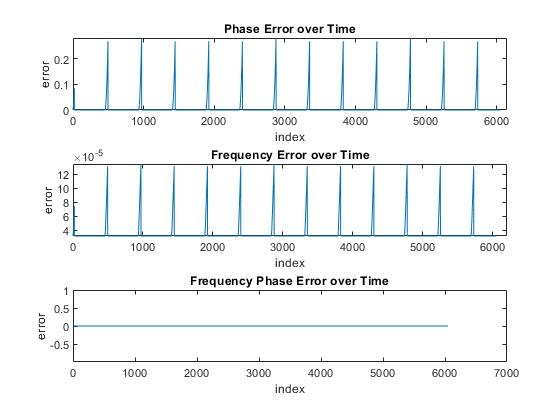 Phase Error over Time
0.2
0.1
0
error
0 1000 2000 3000 4000 5000 6000
index
Frequency Error over Time
×10-5
12
10
8
6
4
error
0 1000 2000 3000 4000 5000 6000
index
Frequency Phase Error over Time
1
0.5
0
-0.5
error
0 1000 2000 3000 4000 5000 6000 7000
index